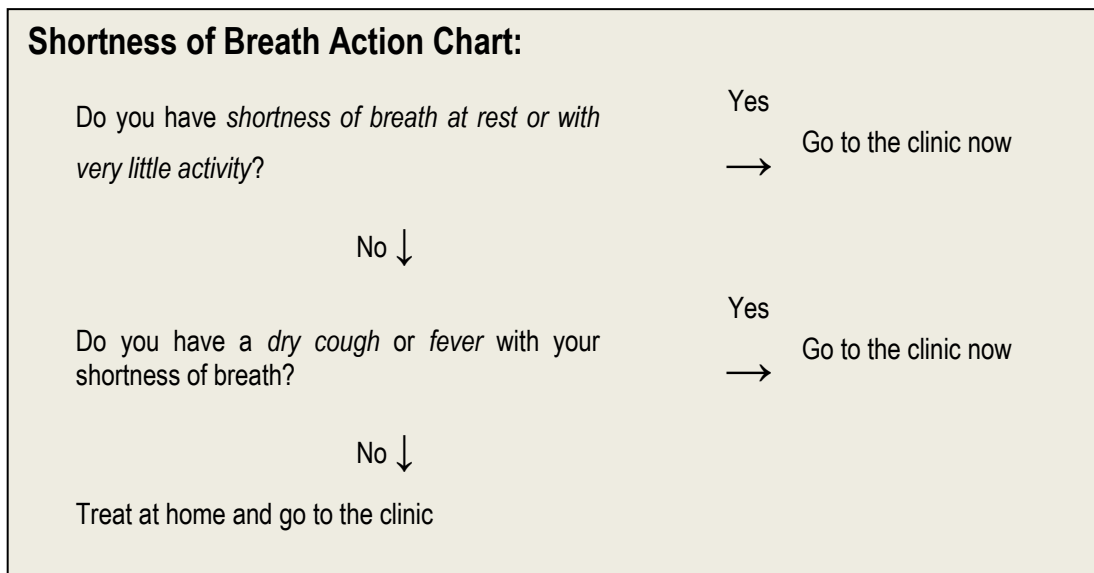 Shortness of Breath Action Chart:
Do you have shortness of breath at rest or with
very little activity?
Yes
→
Go to the clinic now
No ↓
Do you have a dry cough or fever with your
shortness of breath?
Yes
→
Go to the clinic now
No ↓
Treat at home and go to the clinic